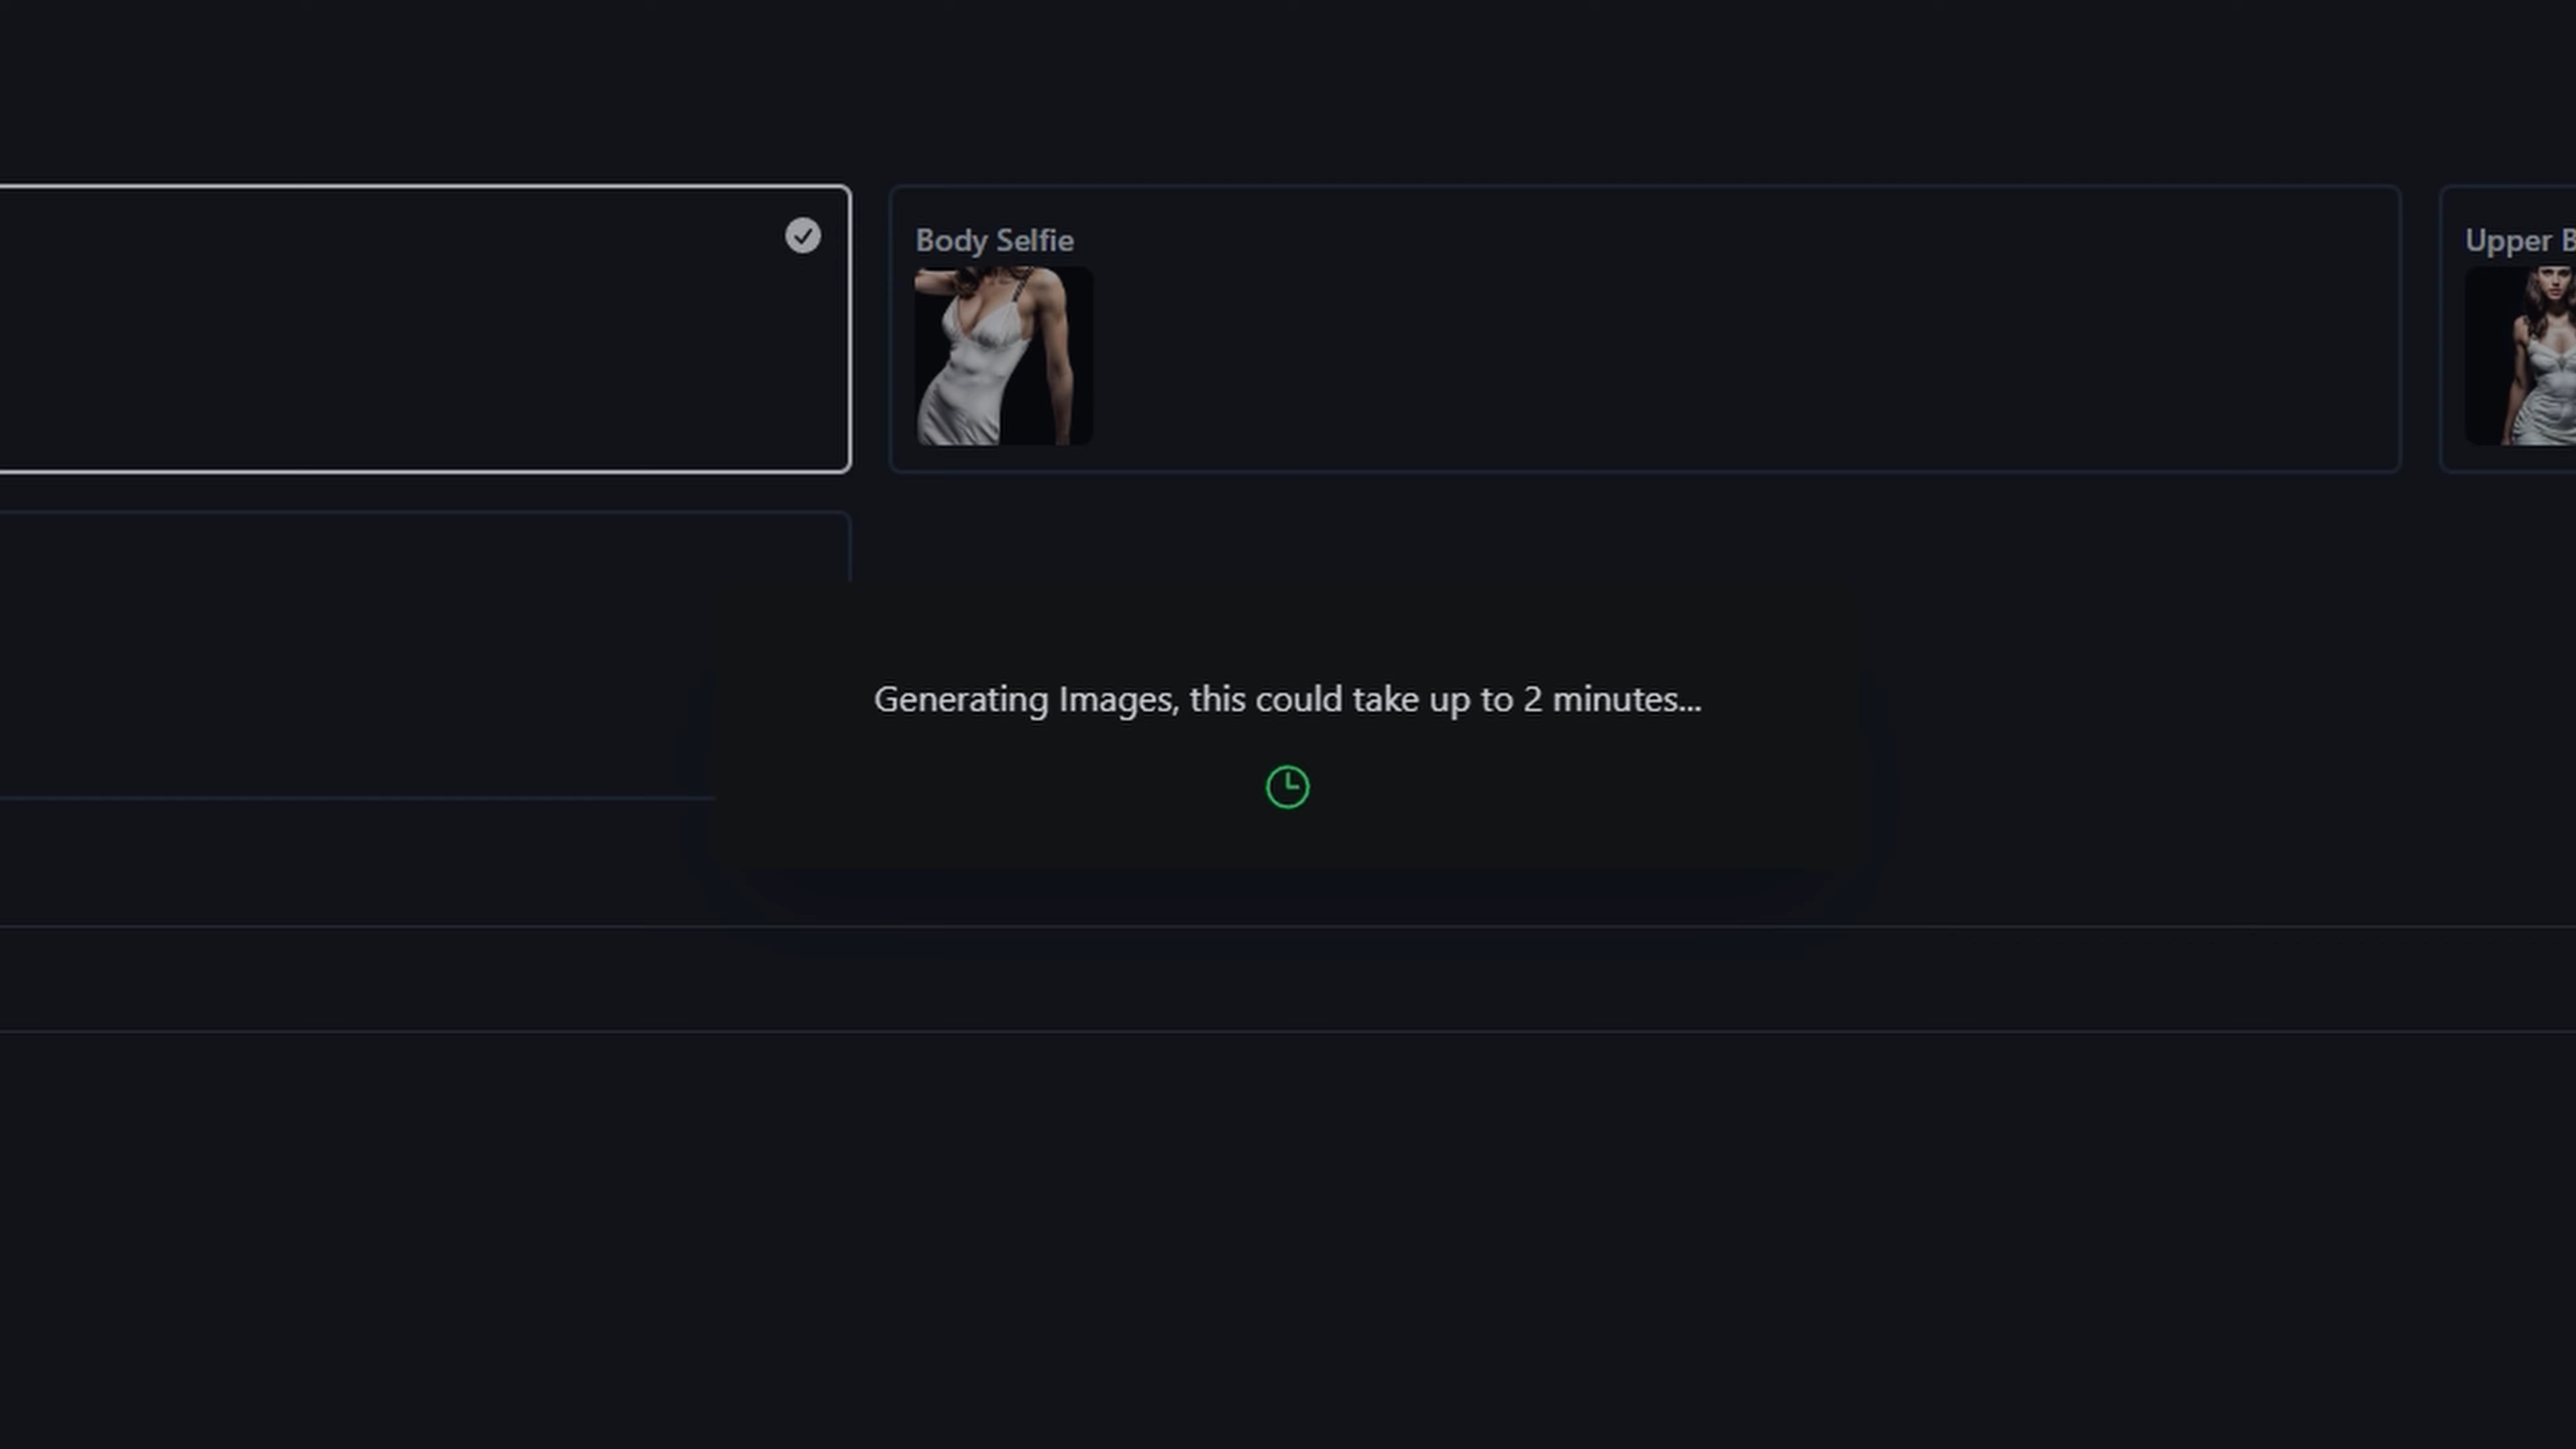 Body Selfie
Upper
Generating Images, this could take up to 2 minutes...